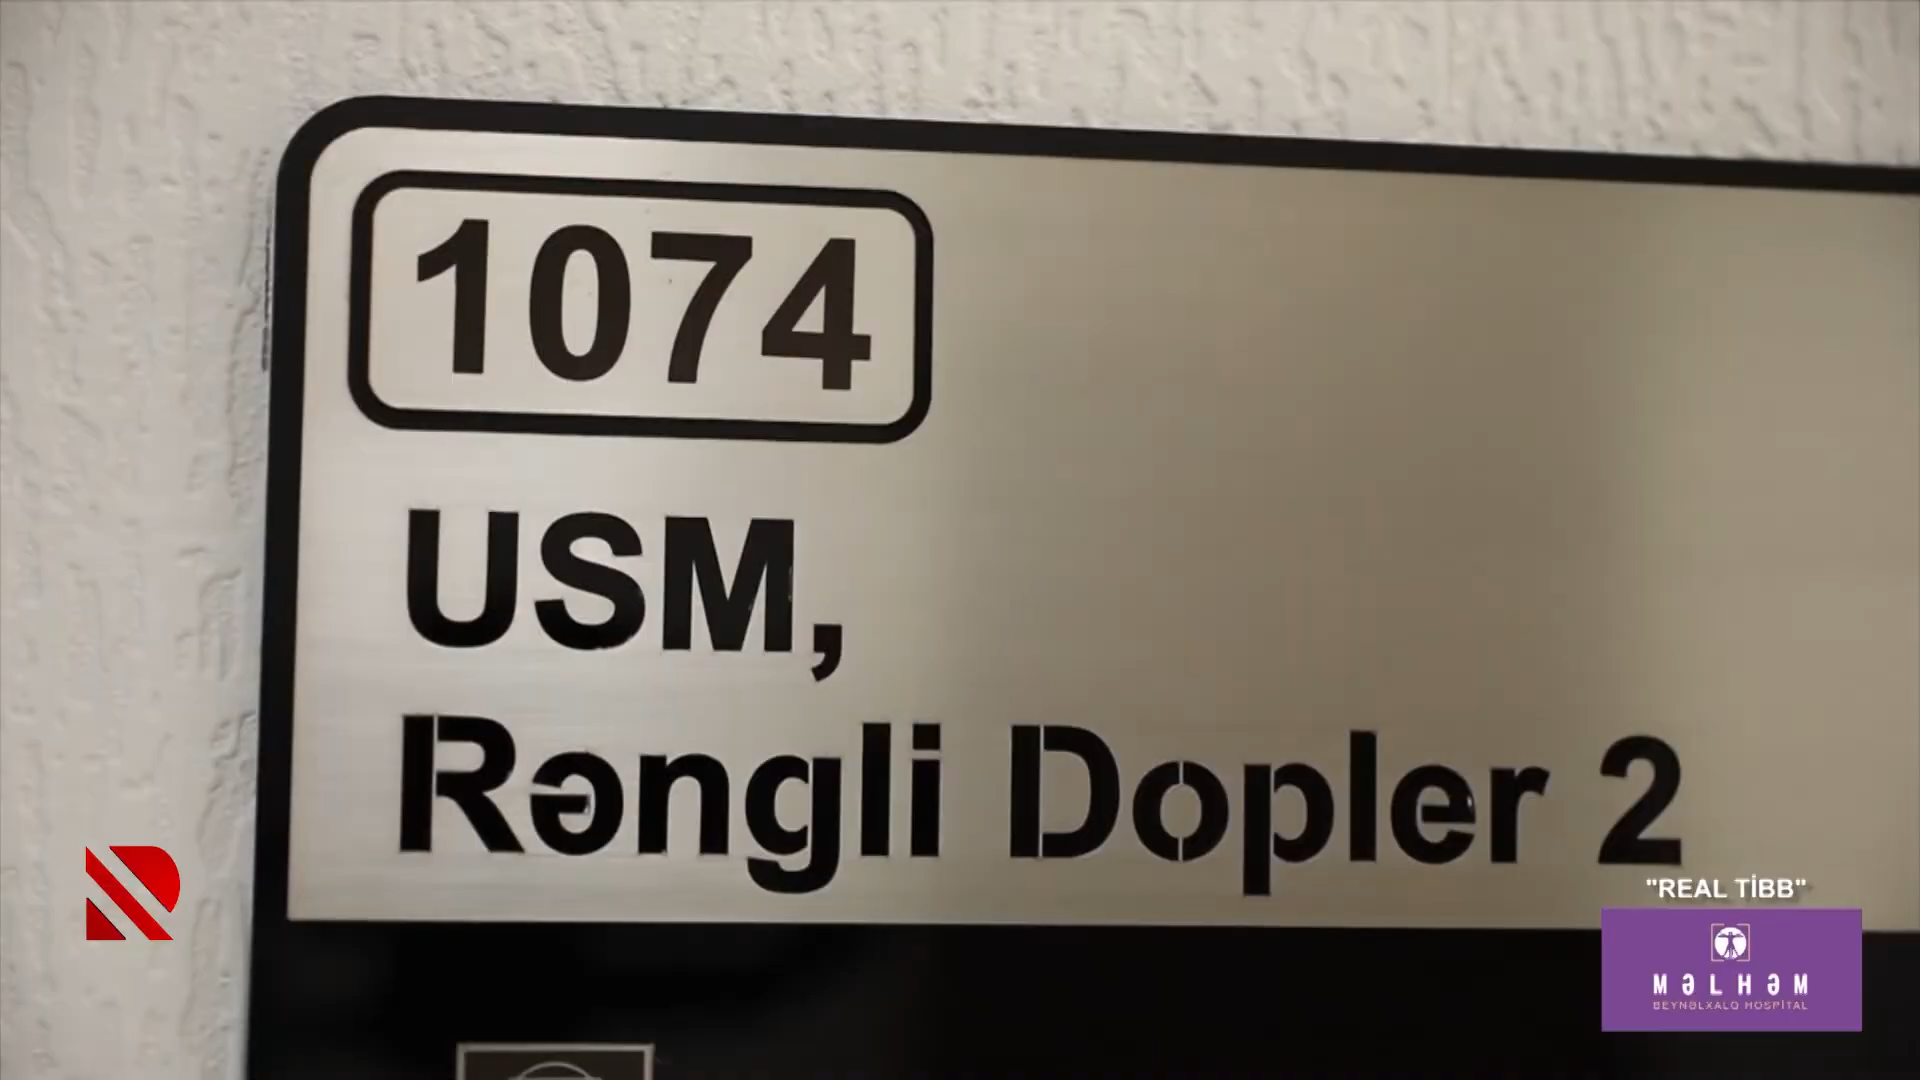 1074
USM,
Rəngli Dopler 2
"REAL TİBB"
MƏLHƏM
BEYNƏLXALQ HOSPİTAL